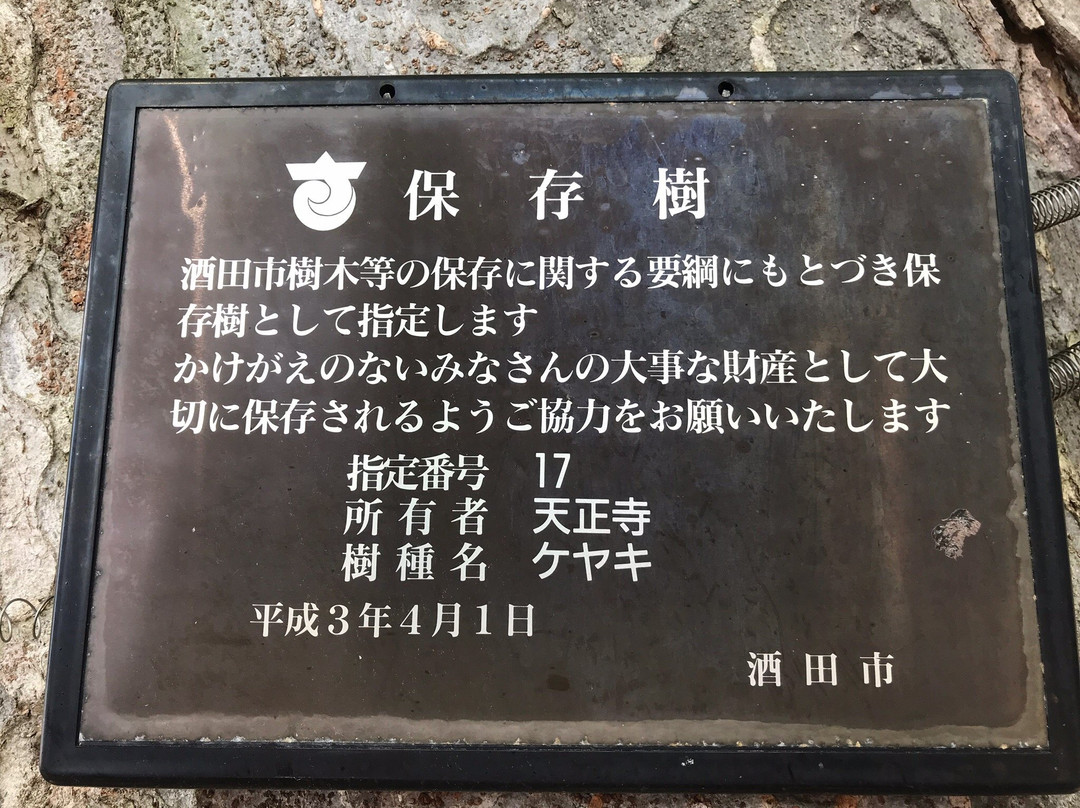 保存樹
酒田市樹木等の保存に関する要綱にもとづき保
存樹として指定します
かけがえのないみなさんの大事な財産として大
切に保存されるようご協力をお願いいたします
指定番号 17
所有者 天正寺
樹種名 ケヤキ
平成3年4月1日
酒田市